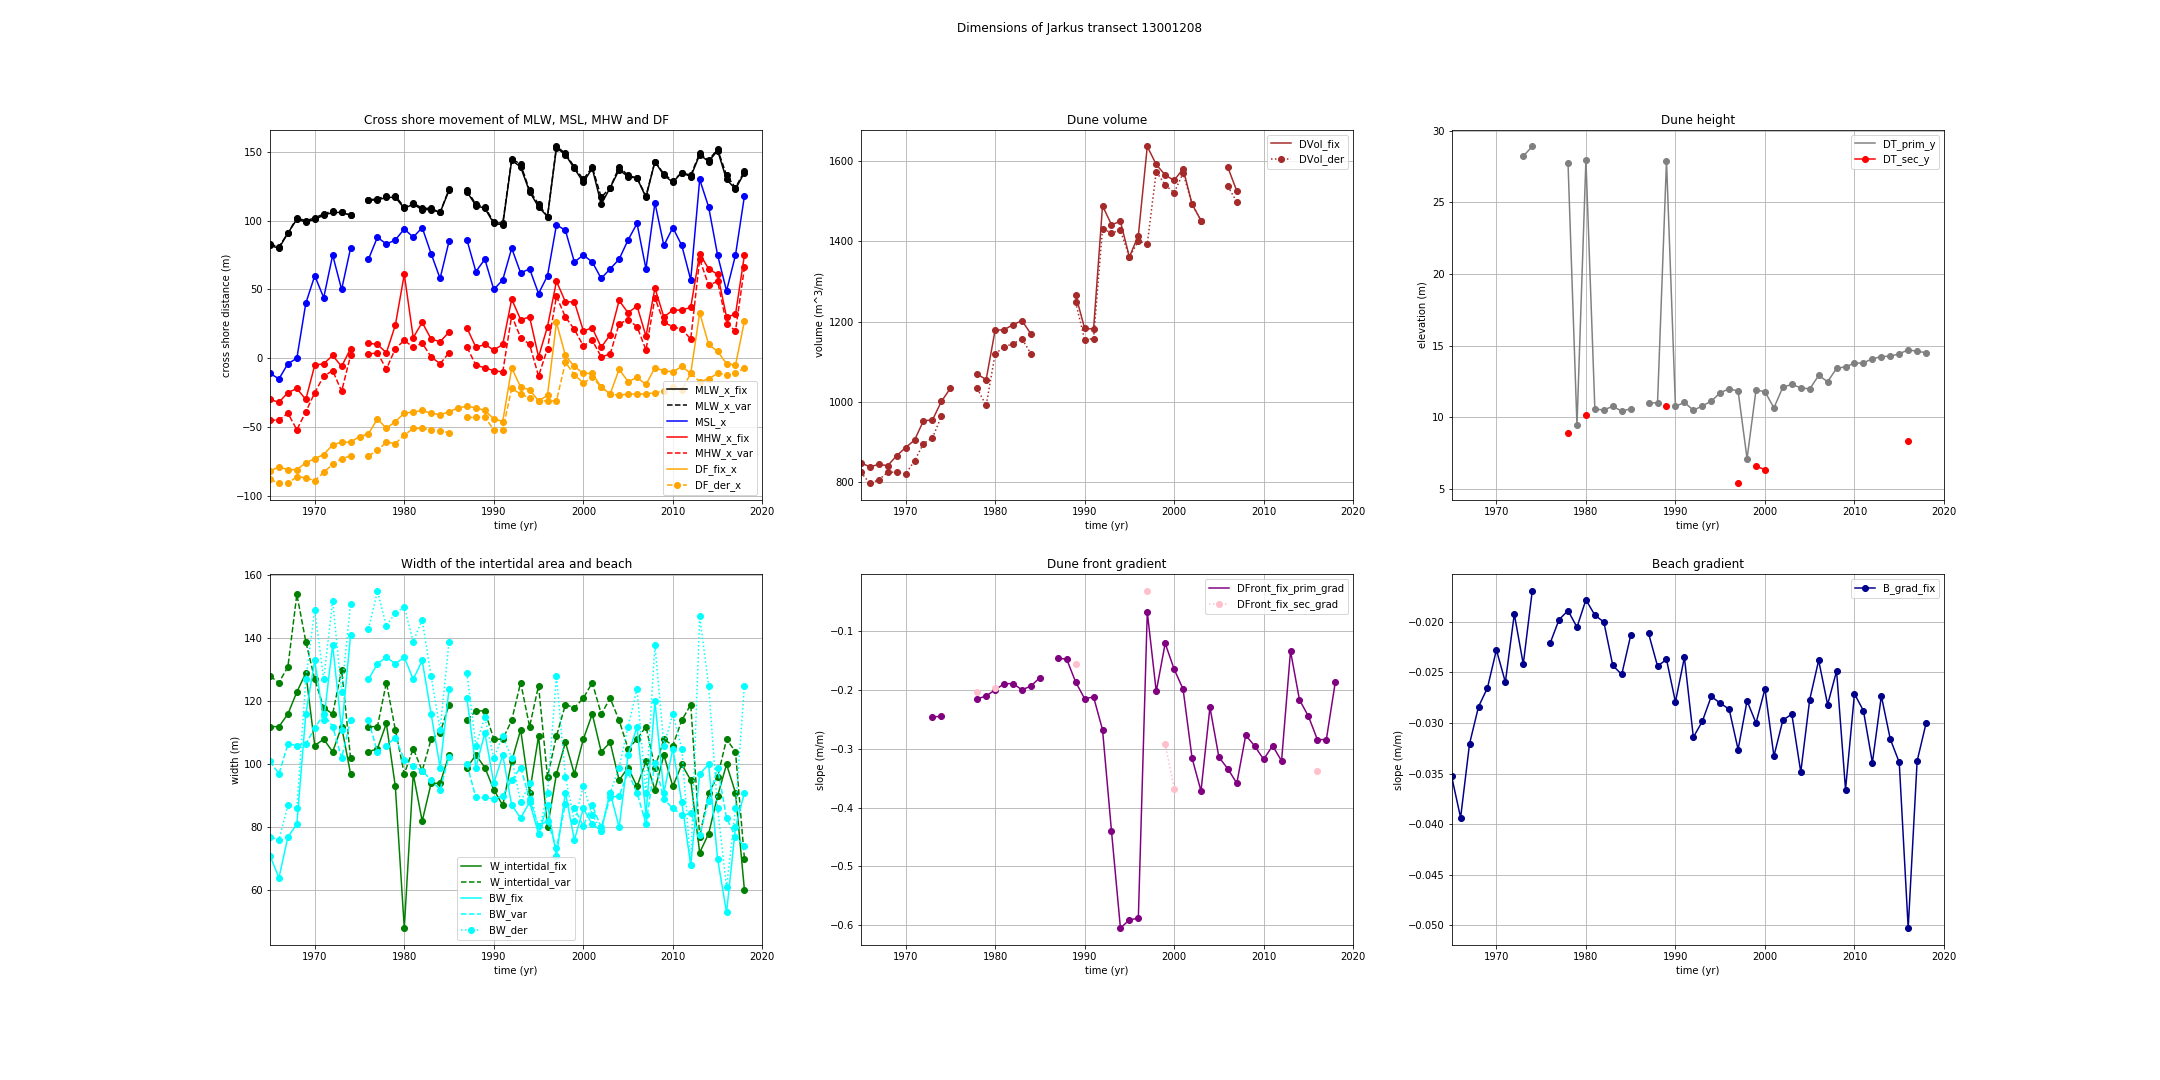 Dimensions of Jarkus transect 13001208
Cross shore movement of MLW, MSL, MHW and DF
cross shore distance (m)
150
100
50
0
−50
−100
1970 1980 1990 2000 2010 2020
time (yr)
MLW_x_fix
MLW_x_var
MSL_x
MHW_x_fix
MHW_x_var
DF_fix_x
DF_der_x
Dune volume
volume (m^3/m)
1600
1400
1200
1000
800
1970 1980 1990 2000 2010 2020
time (yr)
DVol_fix
DVol_der
Dune height
elevation (m)
30
25
20
15
10
5
1970 1980 1990 2000 2010 2020
time (yr)
DT_prim_y
DT_sec_y
Width of the intertidal area and beach
width (m)
160
140
120
100
80
60
1970 1980 1990 2000 2010 2020
time (yr)
W_intertidal_fix
W_intertidal_var
BW_fix
BW_var
BW_der
Dune front gradient
slope (m/m)
−0.1
−0.2
−0.3
−0.4
−0.5
−0.6
1970 1980 1990 2000 2010 2020
time (yr)
DFront_fix_prim_grad
DFront_fix_sec_grad
Beach gradient
slope (m/m)
−0.020
−0.025
−0.030
−0.035
−0.040
−0.045
−0.050
1970 1980 1990 2000 2010 2020
time (yr)
B_grad_fix